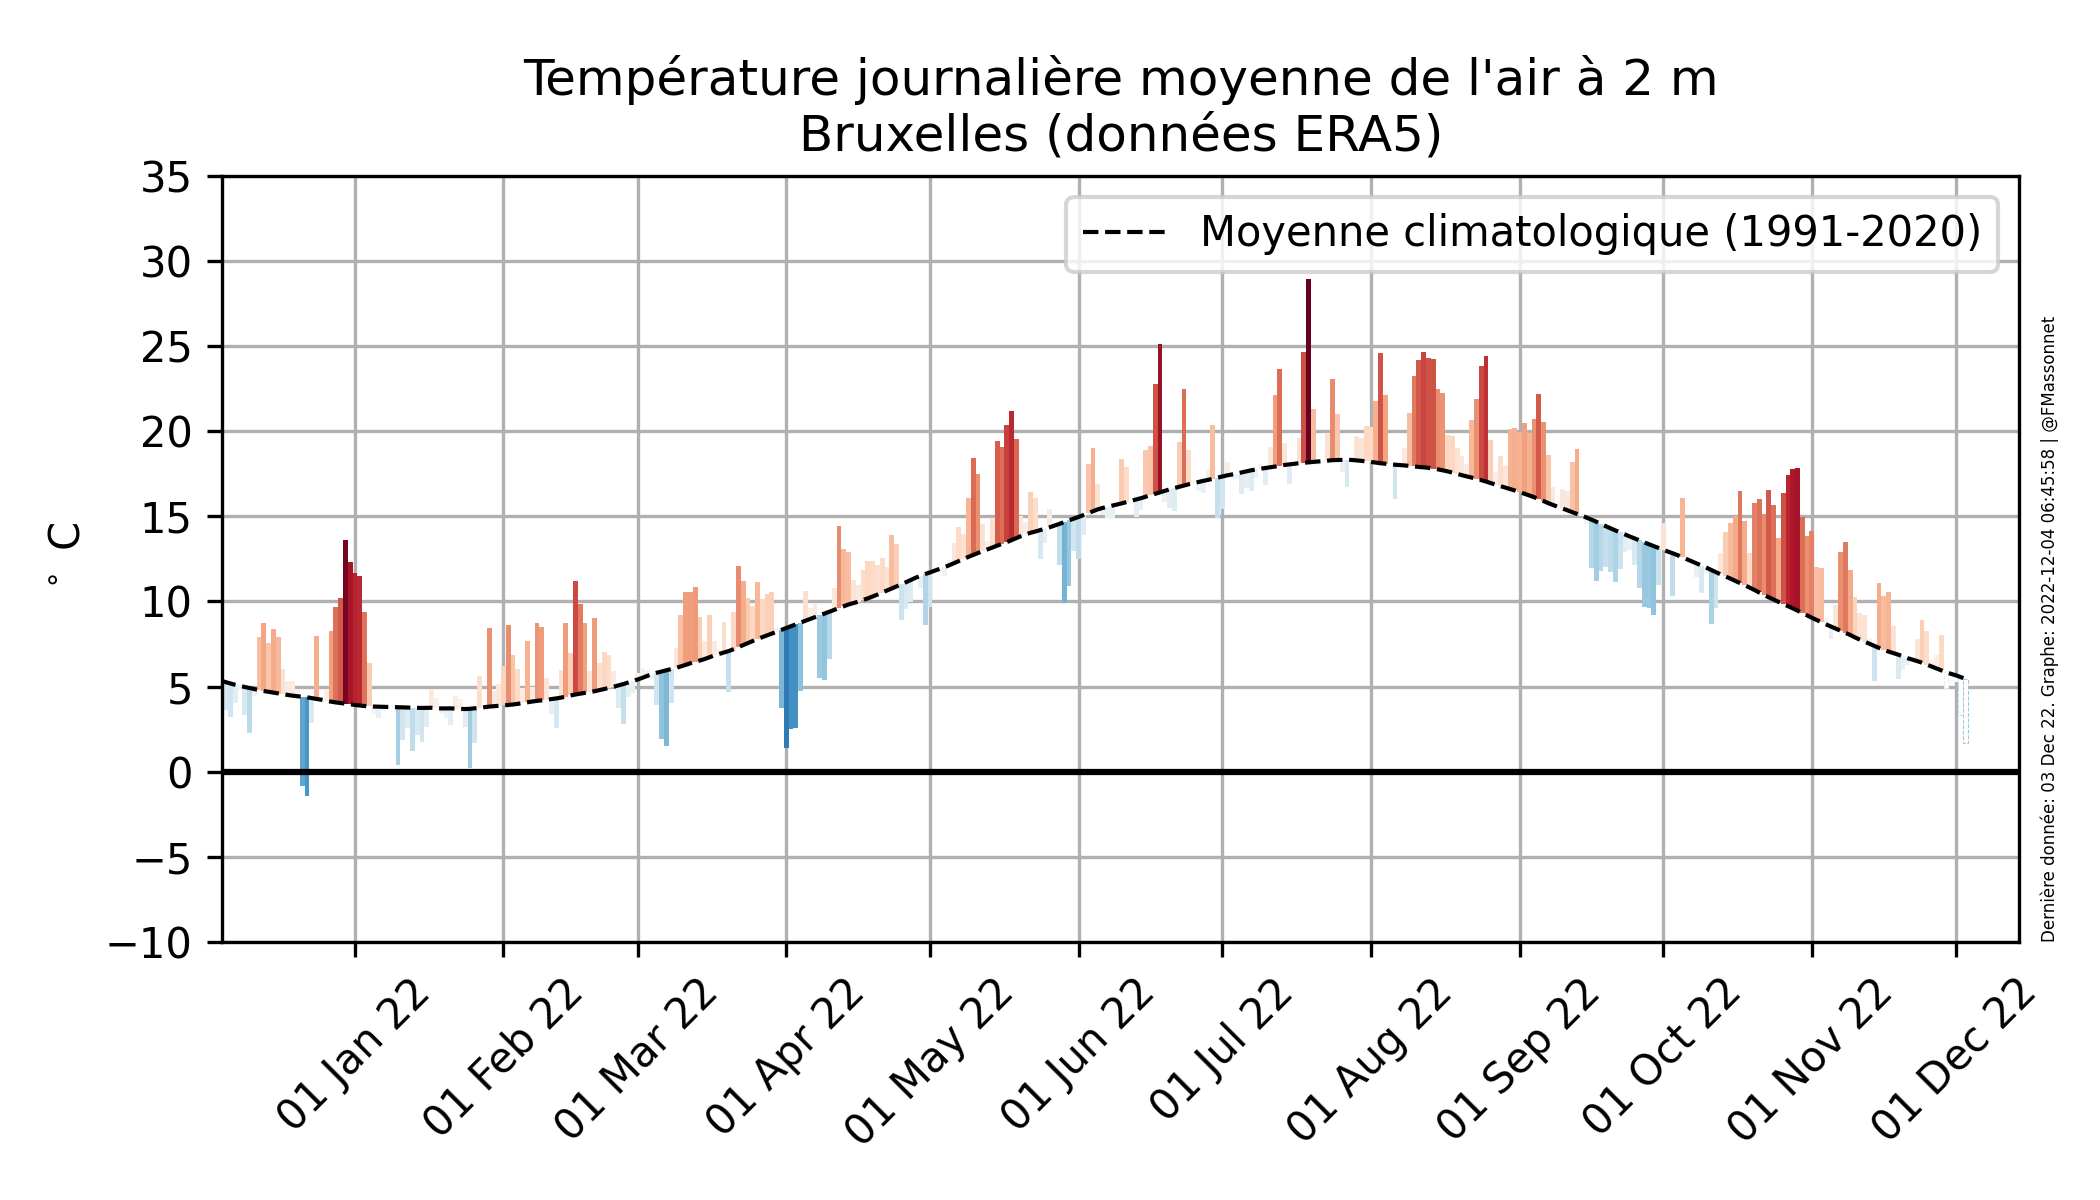 Température journalière moyenne de l'air à 2 m
Bruxelles (données ERA5)
Moyenne climatologique (1991-2020)
35
30
25
20
15
10
5
0
−5
−10
° C
01 Jan 22
01 Feb 22
01 Mar 22
01 Apr 22
01 May 22
01 Jun 22
01 Jul 22
01 Aug 22
01 Sep 22
01 Oct 22
01 Nov 22
01 Dec 22
Dernière donnée: 03 Dec 22. Graphe: 2022-12-04 06:45:58 | @FMassonnet